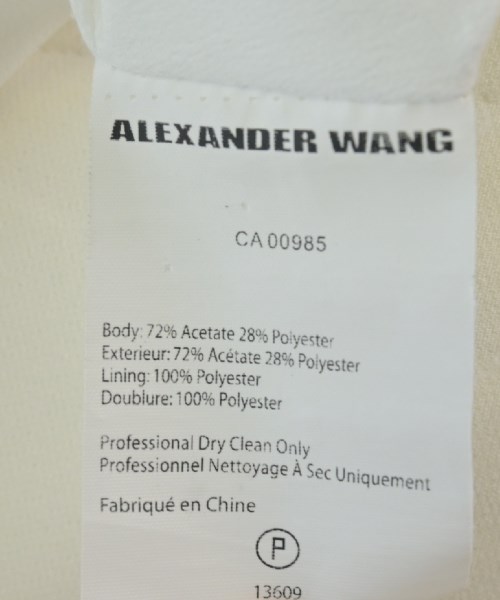 ALEXANDER WANG
CA 00985
Body: 72% Acetate 28% Polyester
Exterieur: 72% Acétate 28% Polyester
Lining: 100% Polyester
Doublure: 100% Polyester
Professional Dry Clean Only
Professionnel Nettoyage À Sec Uniquement
Fabriqué en Chine
P
13609